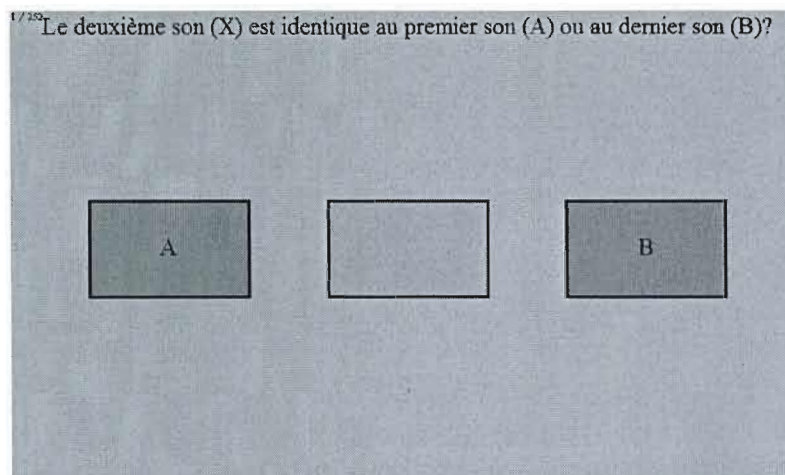 1 / 252
Le deuxième son (X) est identique au premier son (A) ou au dernier son (B)?
A
B